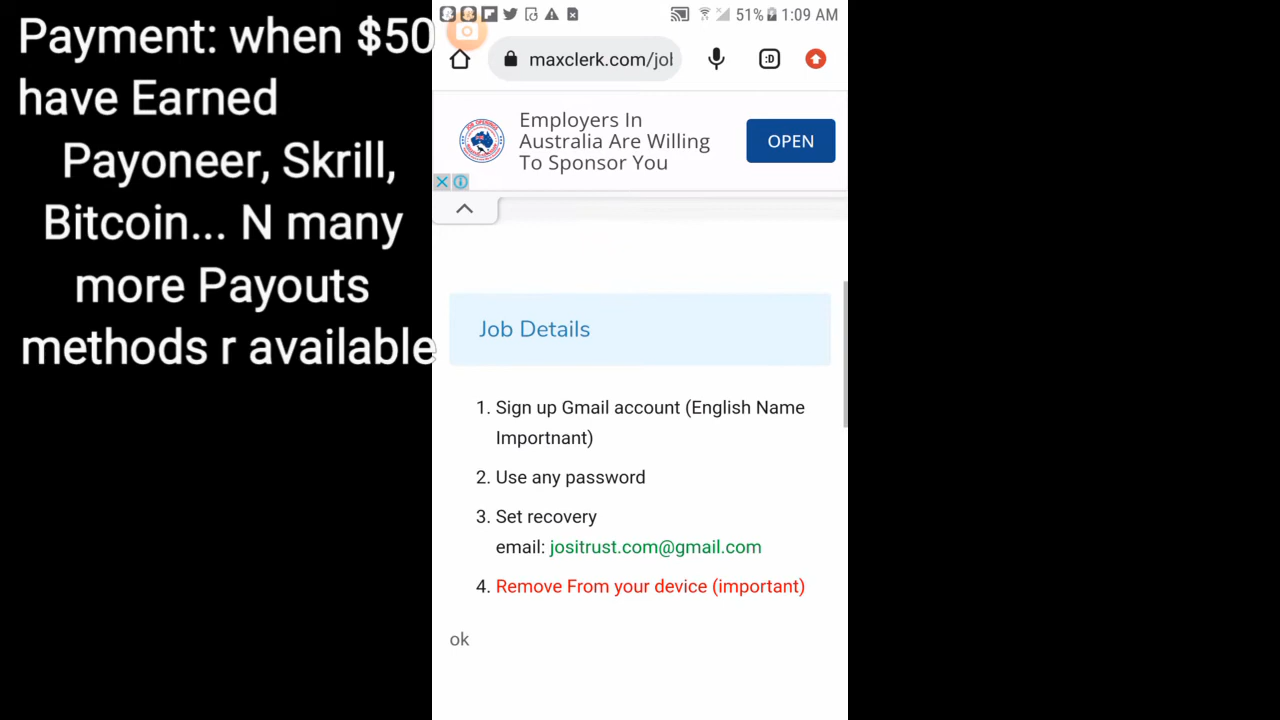 Payment: when $50
have Earned
Payoneer, Skrill,
Bitcoin... N many
more Payouts
methods r available
51% 1:09 AM
maxclerk.com/jol
:D
Employers In
Australia Are Willing
To Sponsor You
OPEN
Job Details
1. Sign up Gmail account (English Name
Importnant)
2. Use any password
3. Set recovery
email: jositrust.com@gmail.com
4. Remove From your device (important)
ok